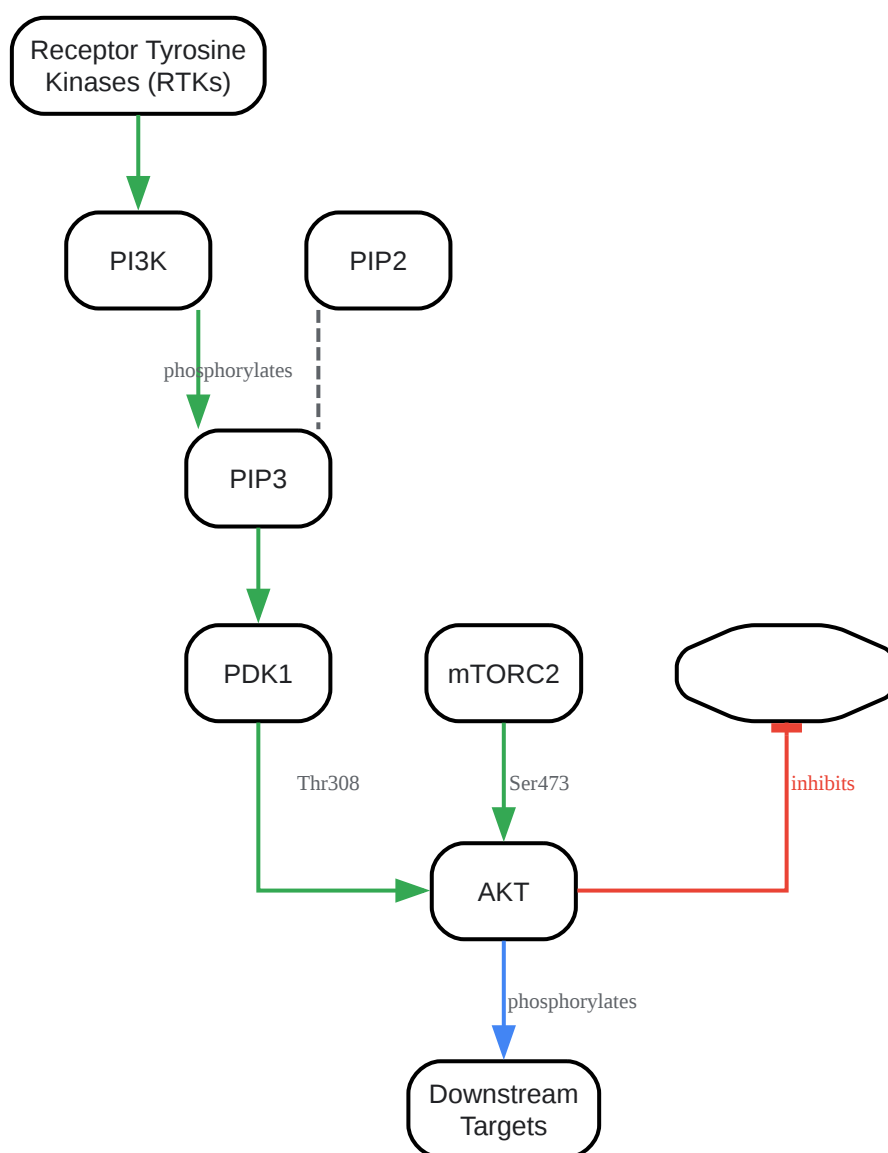 Receptor Tyrosine
Kinases (RTKs)
PI3K
PIP2
phosphorylates
PIP3
PDK1
mTORC2
Thr308
Ser473
inhibits
AKT
phosphorylates
Downstream
Targets